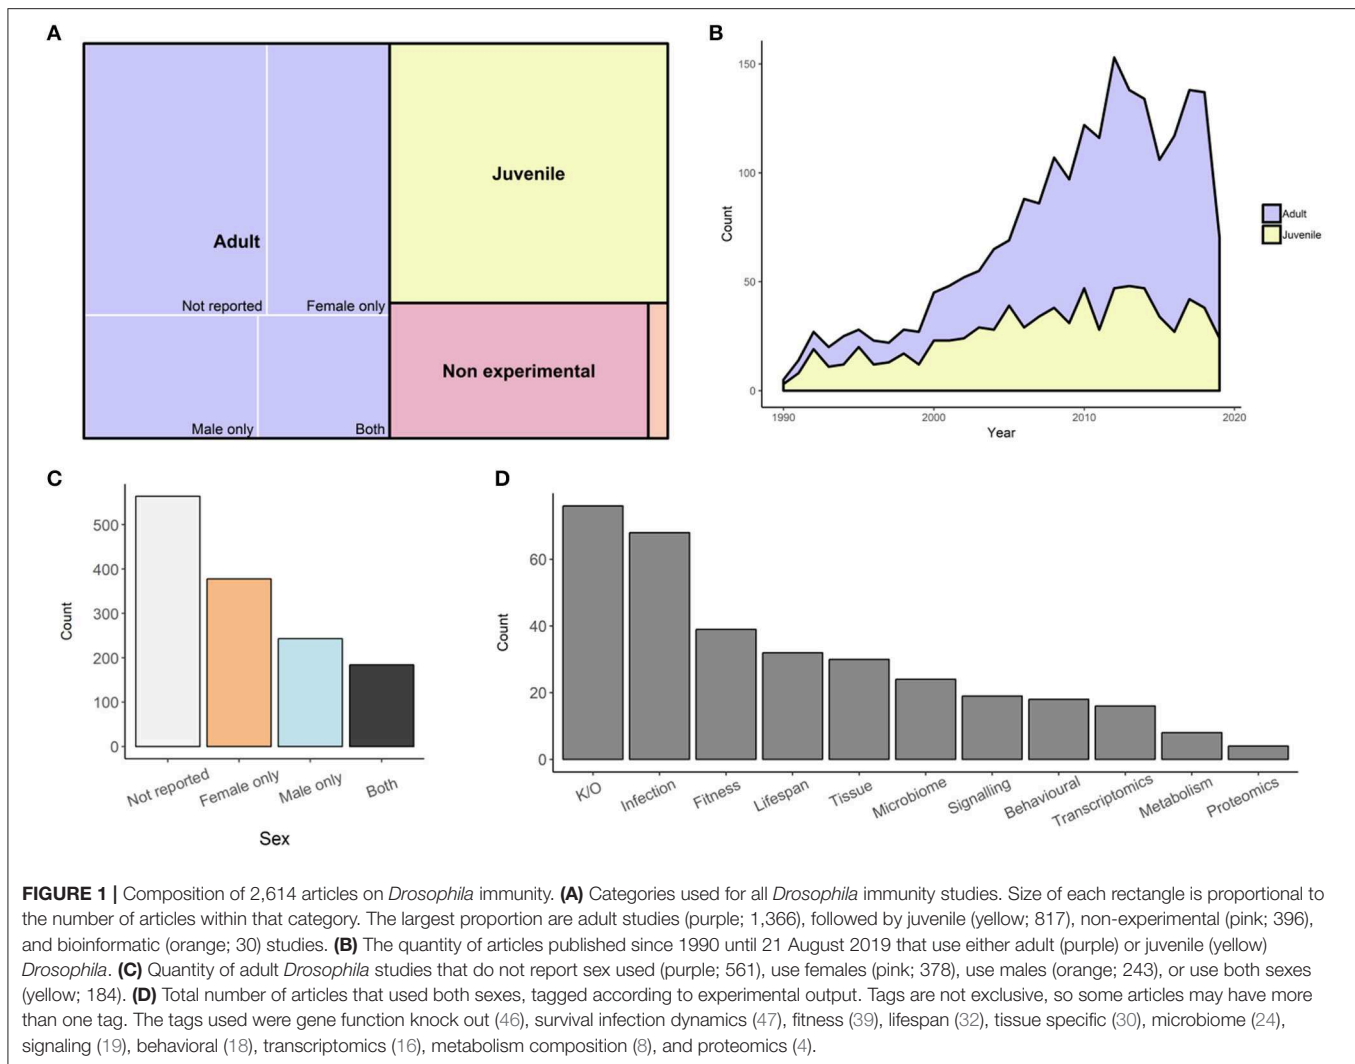 A
Adult
Not reported
Female only
Male only
Both
Juvenile
Non experimental
B
150
100
50
0
Count
1990
2000
2010
2020
Year
Adult
Juvenile
C
500
400
300
200
100
0
Count
Not reported
Female only
Male only
Both
Sex
D
60
40
20
0
Count
K/O
Infection
Fitness
Lifespan
Tissue
Microbiome
Signalling
Behavioural
Transcriptomics
Metabolism
Proteomics
FIGURE 1 | Composition of 2,614 articles on Drosophila immunity. (A) Categories used for all Drosophila immunity studies. Size of each rectangle is proportional to
the number of articles within that category. The largest proportion are adult studies (purple; 1,366), followed by juvenile (yellow; 817), non-experimental (pink; 396),
and bioinformatic (orange; 30) studies. (B) The quantity of articles published since 1990 until 21 August 2019 that use either adult (purple) or juvenile (yellow)
Drosophila. (C) Quantity of adult Drosophila studies that do not report sex used (purple; 561), use females (pink; 378), use males (orange; 243), or use both sexes
(yellow; 184). (D) Total number of articles that used both sexes, tagged according to experimental output. Tags are not exclusive, so some articles may have more
than one tag. The tags used were gene function knock out (46), survival infection dynamics (47), fitness (39), lifespan (32), tissue specific (30), microbiome (24),
signaling (19), behavioral (18), transcriptomics (16), metabolism composition (8), and proteomics (4).